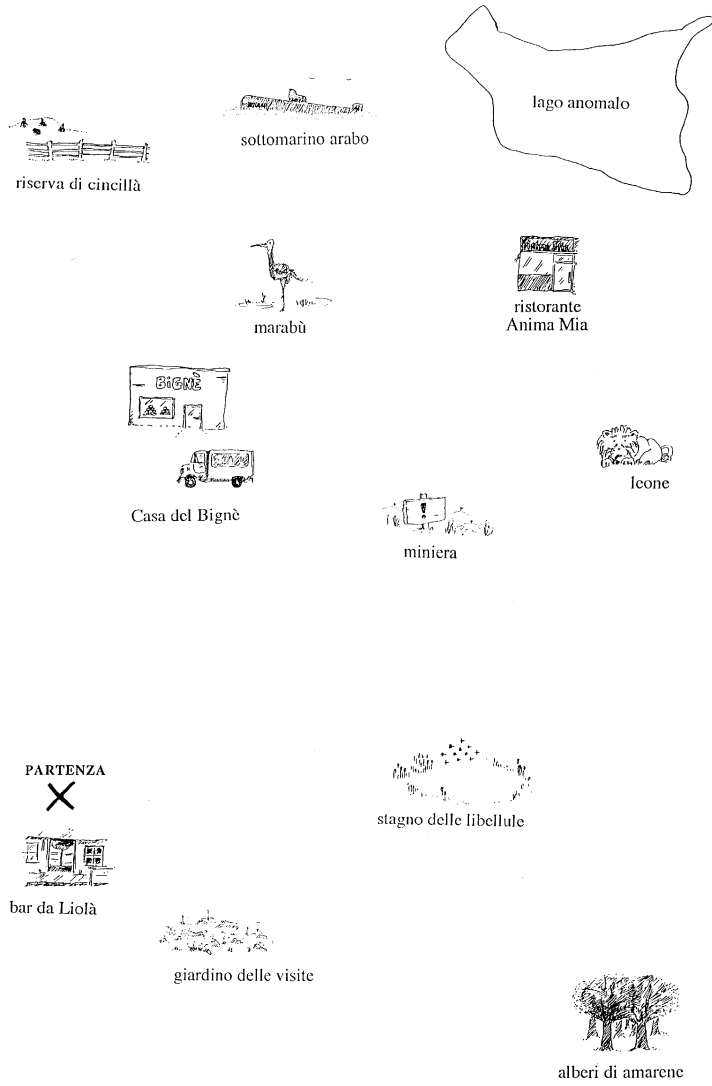 lago anomalo
sottomarino arabo
riserva di cincillà
marabù
ristorante
Anima Mia
BiGNÈ
leone
Casa del Bignè
!
miniera
PARTENZA
X
stagno delle libellule
bar da Liolà
giardino delle visite
alberi di amarene